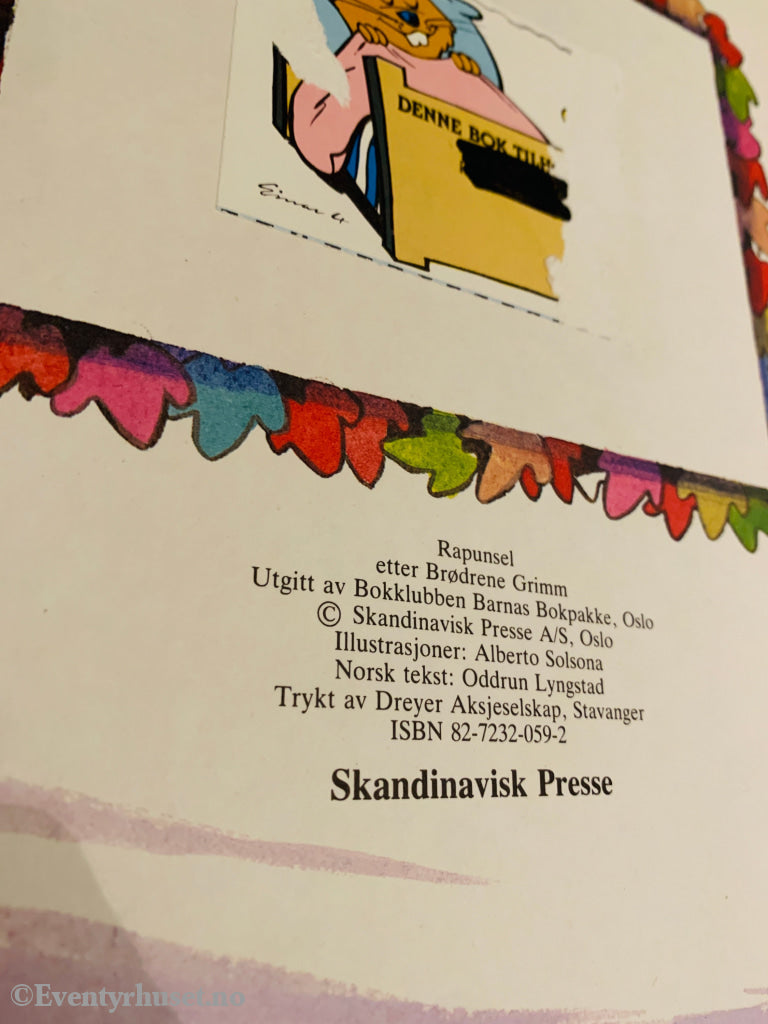 DENNE BOK
Rapunsel
etter Brødrene Grimm
Utgitt av Bokklubben Barnas Bokpakke, Oslo
© Skandinavisk Presse A/S, Oslo
Illustrasjoner: Alberto Solsona
Norsk tekst: Oddrun Lyngstad
Trykt av Dreyer Aksjeselskap, Stavanger
ISBN 82-7232-059-2
Skandinavisk Presse
©Eventyrhuset.no